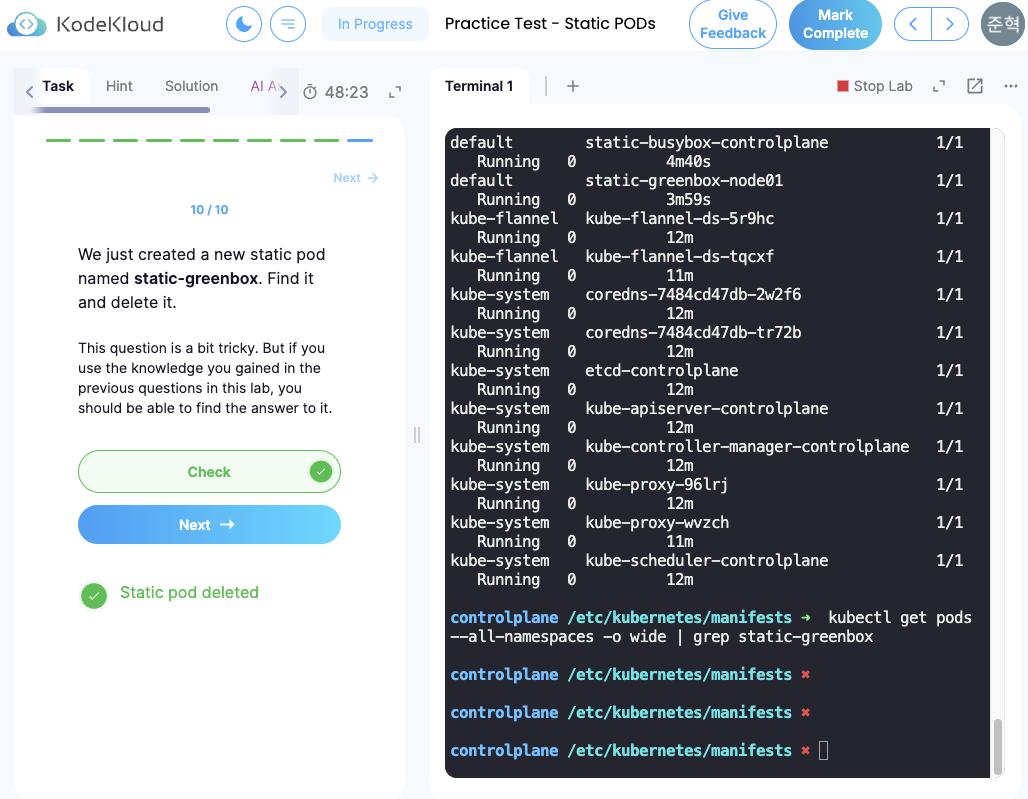 KodeKloud
In Progress
Practice Test - Static PODs
Give
Feedback
Mark
Complete
준혁
Task
Hint
Solution
AI As
48:23
Next →
10 / 10
We just created a new static pod
named static-greenbox. Find it
and delete it.
This question is a bit tricky. But if you
use the knowledge you gained in the
previous questions in this lab, you
should be able to find the answer to it.
Check
Next →
Static pod deleted
Terminal 1
+
Stop Lab
default static-busybox-controlplane 1/1
Running 0 4m40s
default static-greenbox-node01 1/1
Running 0 3m59s
kube-flannel kube-flannel-ds-5r9hc 1/1
Running 0 12m
kube-flannel kube-flannel-ds-tqcxf 1/1
Running 0 11m
kube-system coredns-7484cd47db-2w2f6 1/1
Running 0 12m
kube-system coredns-7484cd47db-tr72b 1/1
Running 0 12m
kube-system etcd-controlplane 1/1
Running 0 12m
kube-system kube-apiserver-controlplane 1/1
Running 0 12m
kube-system kube-controller-manager-controlplane 1/1
Running 0 12m
kube-system kube-proxy-96lrj 1/1
Running 0 12m
kube-system kube-proxy-wvzch 1/1
Running 0 11m
kube-system kube-scheduler-controlplane 1/1
Running 0 12m
controlplane /etc/kubernetes/manifests ➜ kubectl get pods
--all-namespaces -o wide | grep static-greenbox
controlplane /etc/kubernetes/manifests ✖
controlplane /etc/kubernetes/manifests ✖
controlplane /etc/kubernetes/manifests ✖